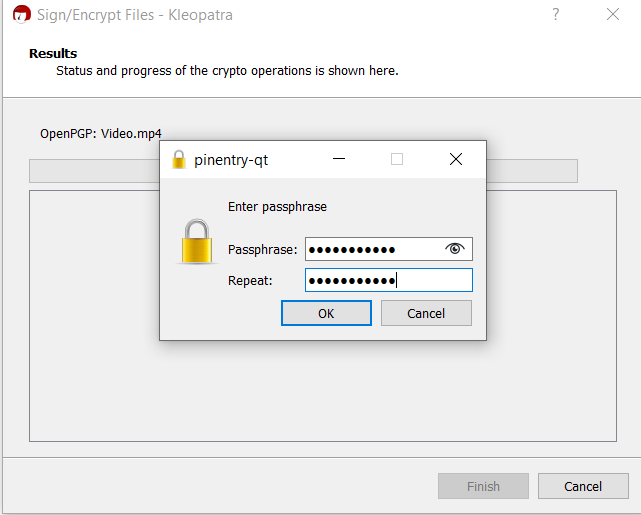 Sign/Encrypt Files - Kleopatra
Results
Status and progress of the crypto operations is shown here.
OpenPGP: Video.mp4
pinentry-qt
Enter passphrase
Passphrase: ●●●●●●●●●●●
Repeat: ●●●●●●●●●●●
OK Cancel
Finish Cancel